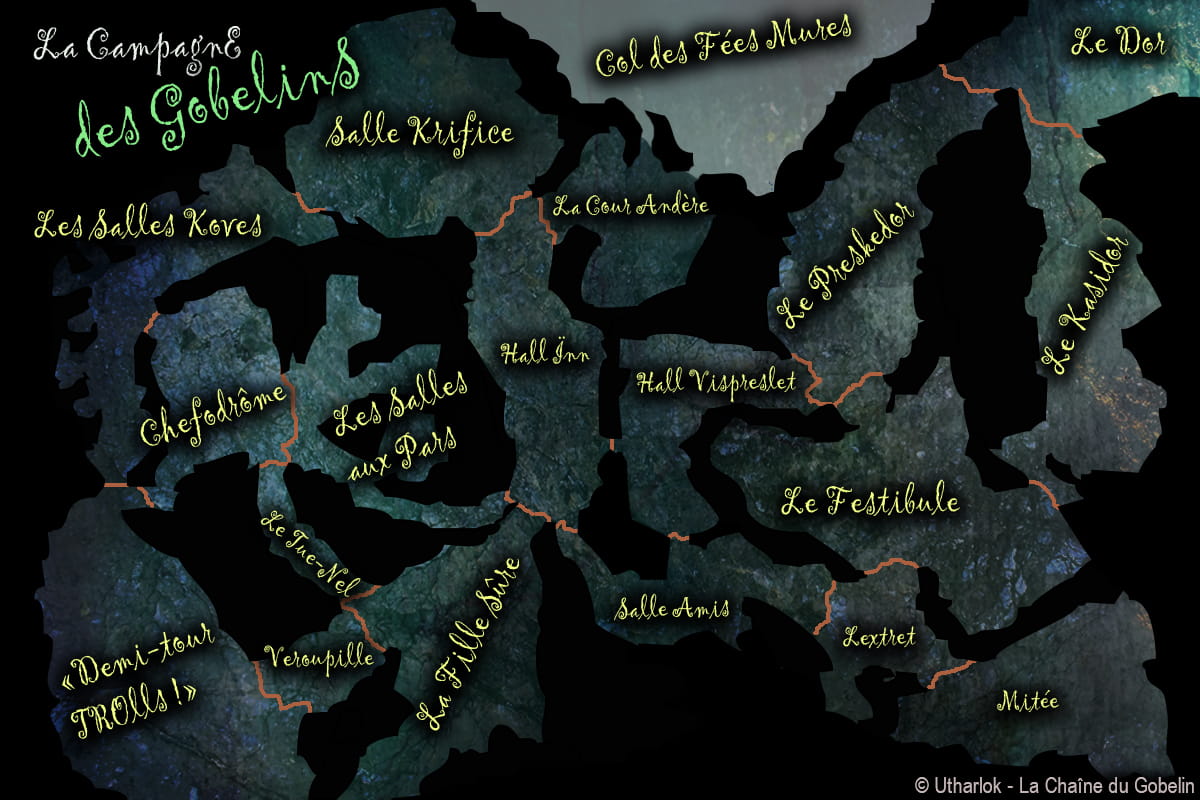 La Campagne
des Gobelins
Col des Fées Mures
Le Dor
Salle Krifice
Les Salles Koves
La Cour Andère
Le Preskedor
Le Kasidor
Hall Ïnn
Hall Vispreslet
Chefodrôme
Les Salles
aux Pars
Le Festibule
Le Tue-Nel
La Fille Sûre
Salle Amis
Lextret
Veroupille
«Demi-tour
TROlls !»
Mitée
© Utharlok - La Chaîne du Gobelin